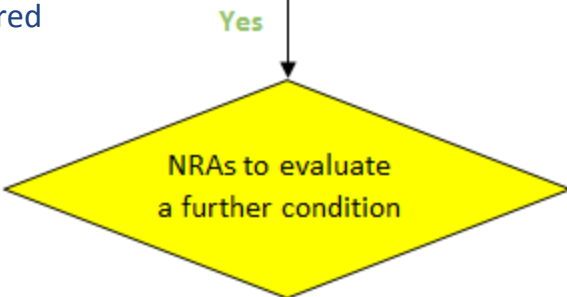 red
Yes
NRAs to evaluate
a further condition